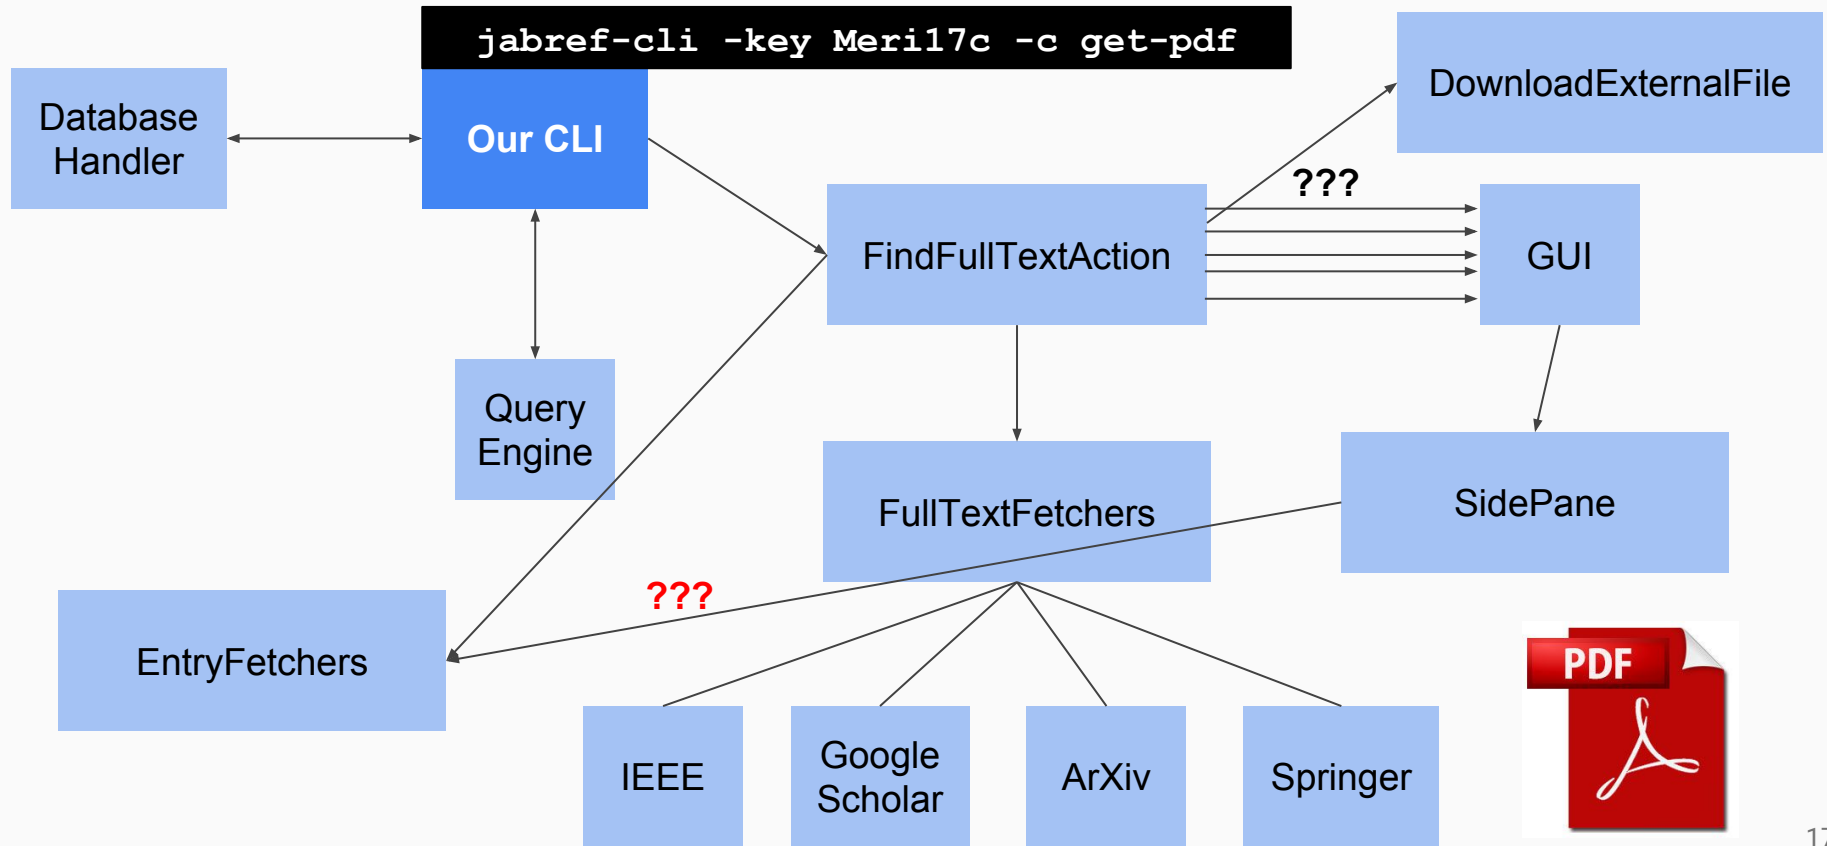 jabref-cli -key Meri17c -c get-pdf
Database
Handler
Our CLI
DownloadExternalFile
???
FindFullTextAction
GUI
Query
Engine
FullTextFetchers
SidePane
???
EntryFetchers
PDF
IEEE
Google
Scholar
ArXiv
Springer
17